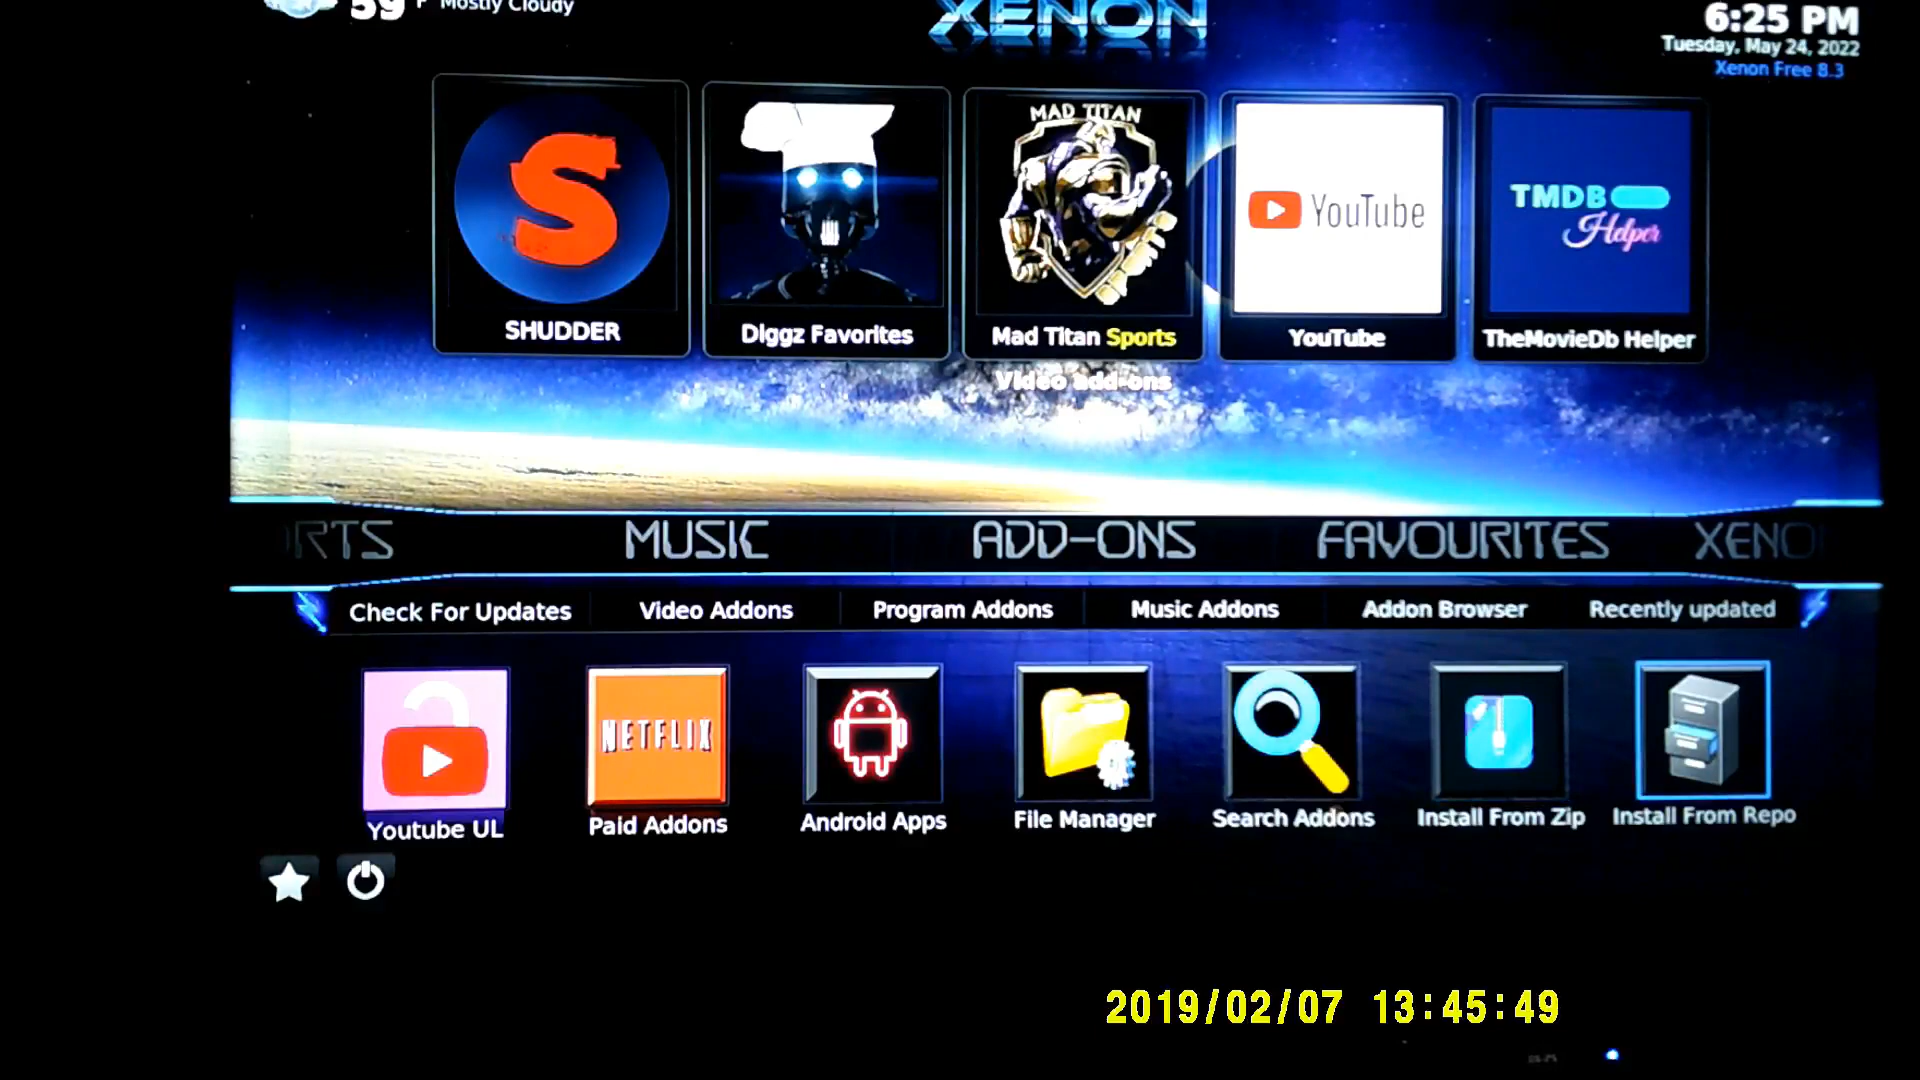 59 F Mostly Cloudy
XENON
6:25 PM
Tuesday, May 24, 2022
Xenon Free 8.3
MAD TITAN
YouTube
TMDB
Helper
SHUDDER
Diggz Favorites
Mad Titan Sports
YouTube
TheMovieDb Helper
Video add-ons
ORTS
MUSIC
ADD-ONS
FAVOURITES
XENO
Check For Updates
Video Addons
Program Addons
Music Addons
Addon Browser
Recently updated
NETFLIX
Youtube UL
Paid Addons
Android Apps
File Manager
Search Addons
Install From Zip
Install From Repo
2019/02/07 13:45:49